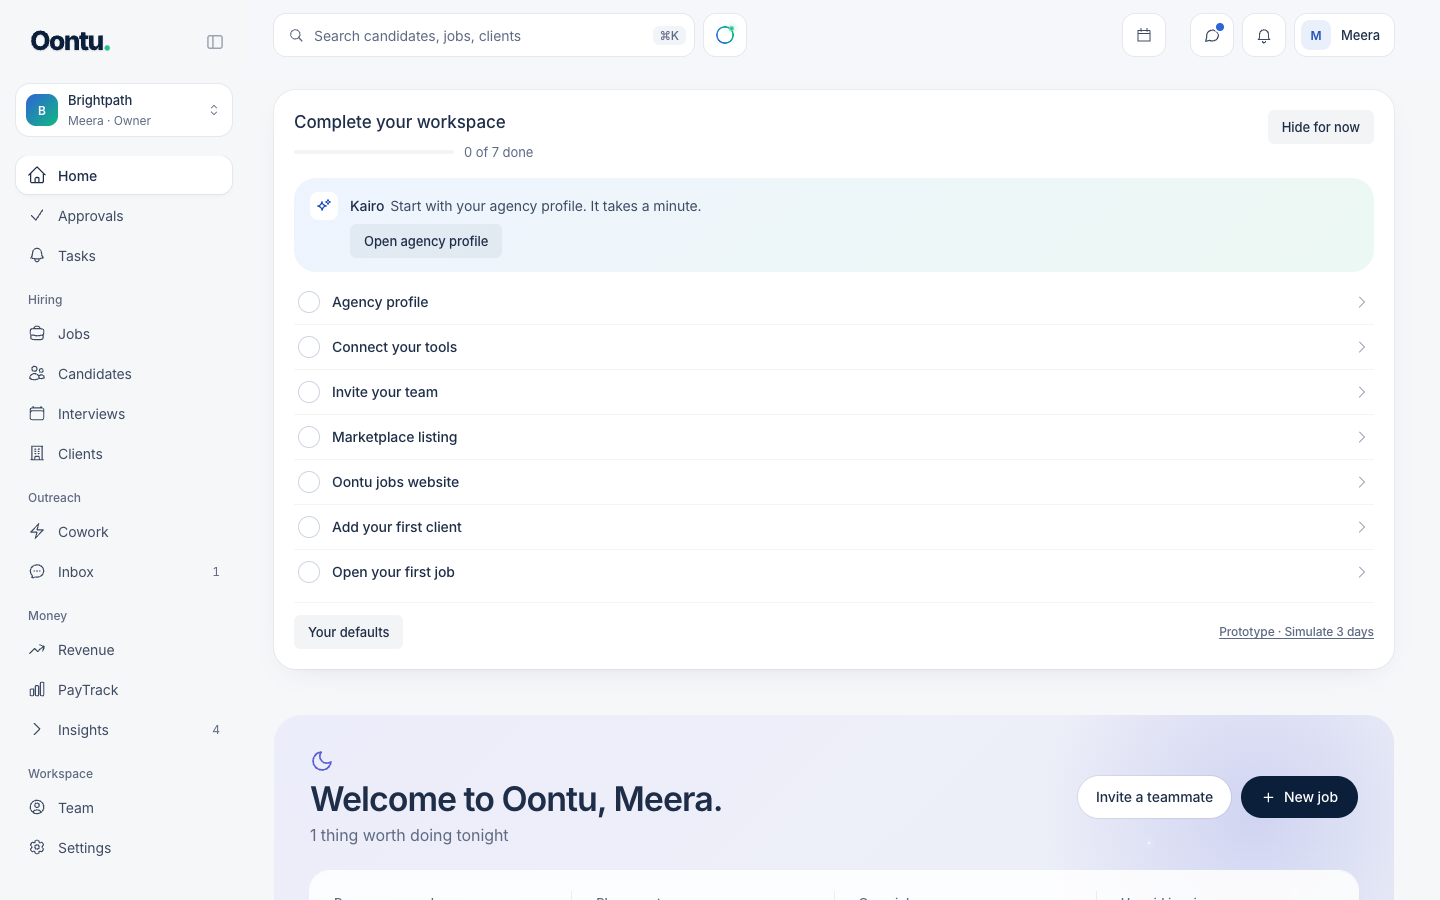 Oontu.
Search candidates, jobs, clients
⌘K
M
Meera
B
Brightpath
Meera · Owner
Home
Approvals
Tasks
Hiring
Jobs
Candidates
Interviews
Clients
Outreach
Cowork
Inbox
1
Money
Revenue
PayTrack
Insights
4
Workspace
Team
Settings
Complete your workspace
Hide for now
0 of 7 done
Kairo Start with your agency profile. It takes a minute.
Open agency profile
Agency profile
Connect your tools
Invite your team
Marketplace listing
Oontu jobs website
Add your first client
Open your first job
Your defaults
Prototype · Simulate 3 days
Welcome to Oontu, Meera.
1 thing worth doing tonight
Invite a teammate
+ New job